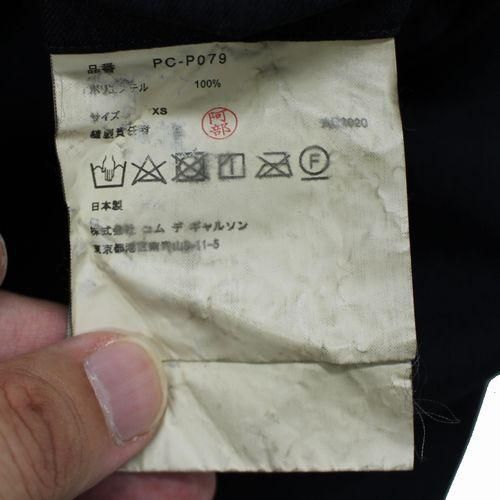 品番 PC-P079
ポリエステル 100%
サイズ XS
縫製責任者 阿部 AD2020
F
日本製
株式会社 コム デ ギャルソン
東京都港区南青山5-11-5